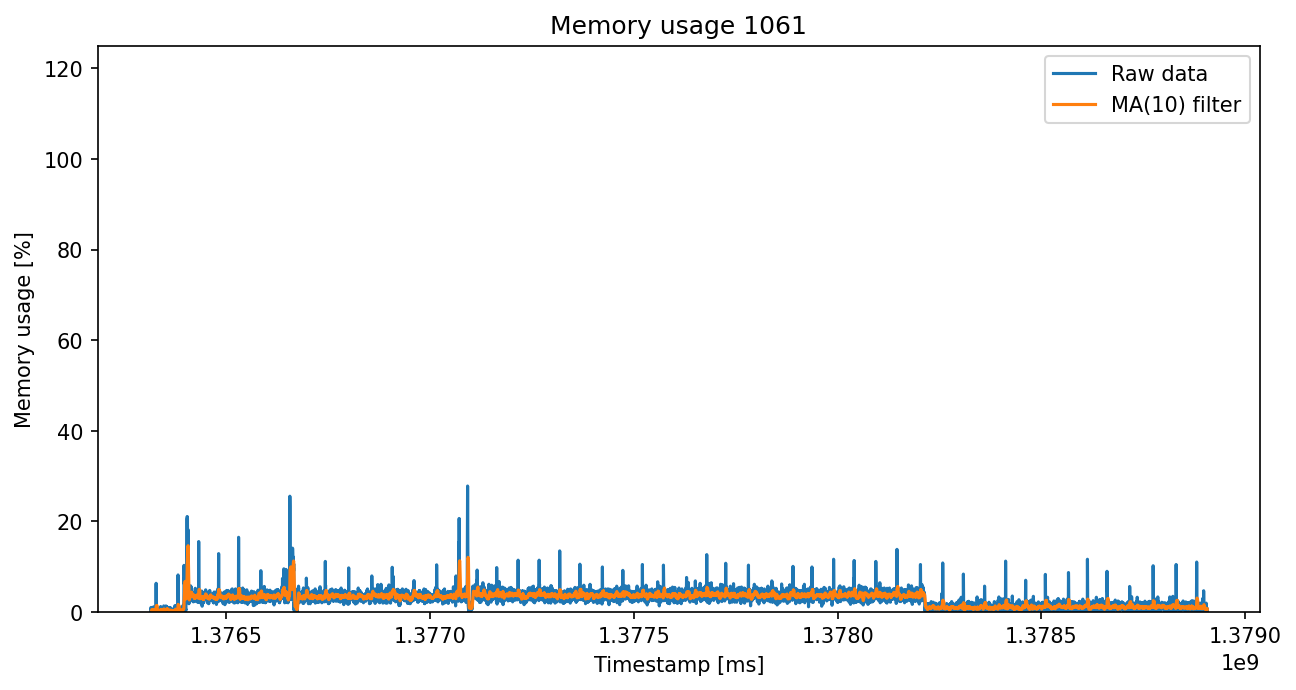 Memory usage 1061
Raw data
MA(10) filter
Memory usage [%]
120
100
80
60
40
20
0
1.3765 1.3770 1.3775 1.3780 1.3785 1.3790
1e9
Timestamp [ms]